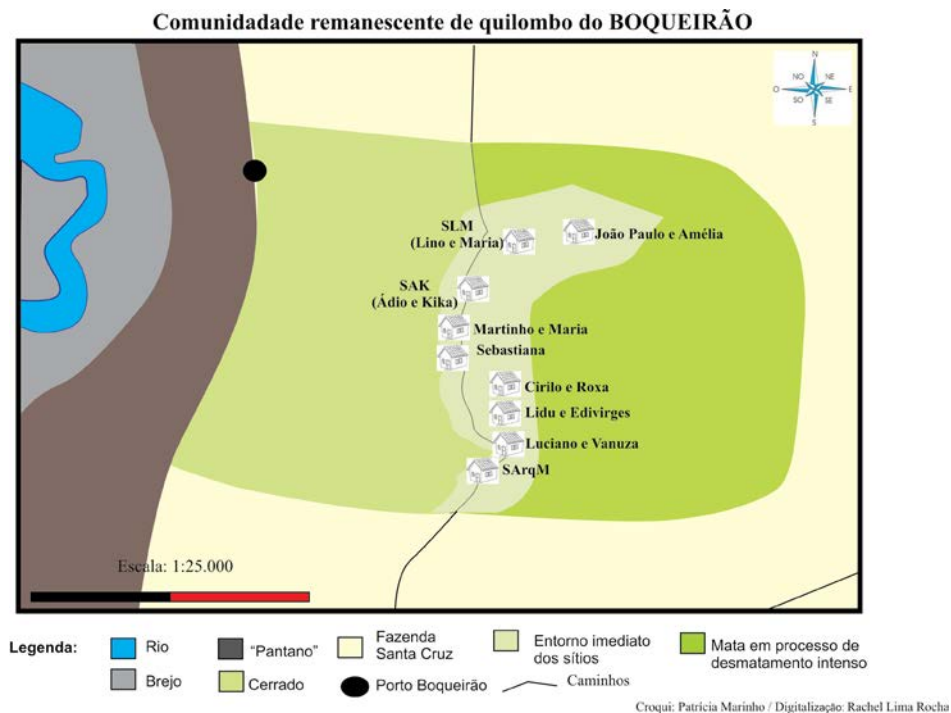 Comunidadade remanescente de quilombo do BOQUEIRÃO
N
NO NE
O E
SO SE
S
SLM
(Lino e Maria)
João Paulo e Amélia
SAK
(Ádio e Kika)
Martinho e Maria
Sebastiana
Cirilo e Roxa
Lidu e Edivirges
Luciano e Vanuza
SArqM
Escala: 1:25.000
Legenda:
Rio
"Pantano"
Fazenda
Santa Cruz
Entorno imediato
dos sítios
Mata em processo de
desmatamento intenso
Brejo
Cerrado
Porto Boqueirão
Caminhos
Croqui: Patrícia Marinho / Digitalização: Rachel Lima Rocha